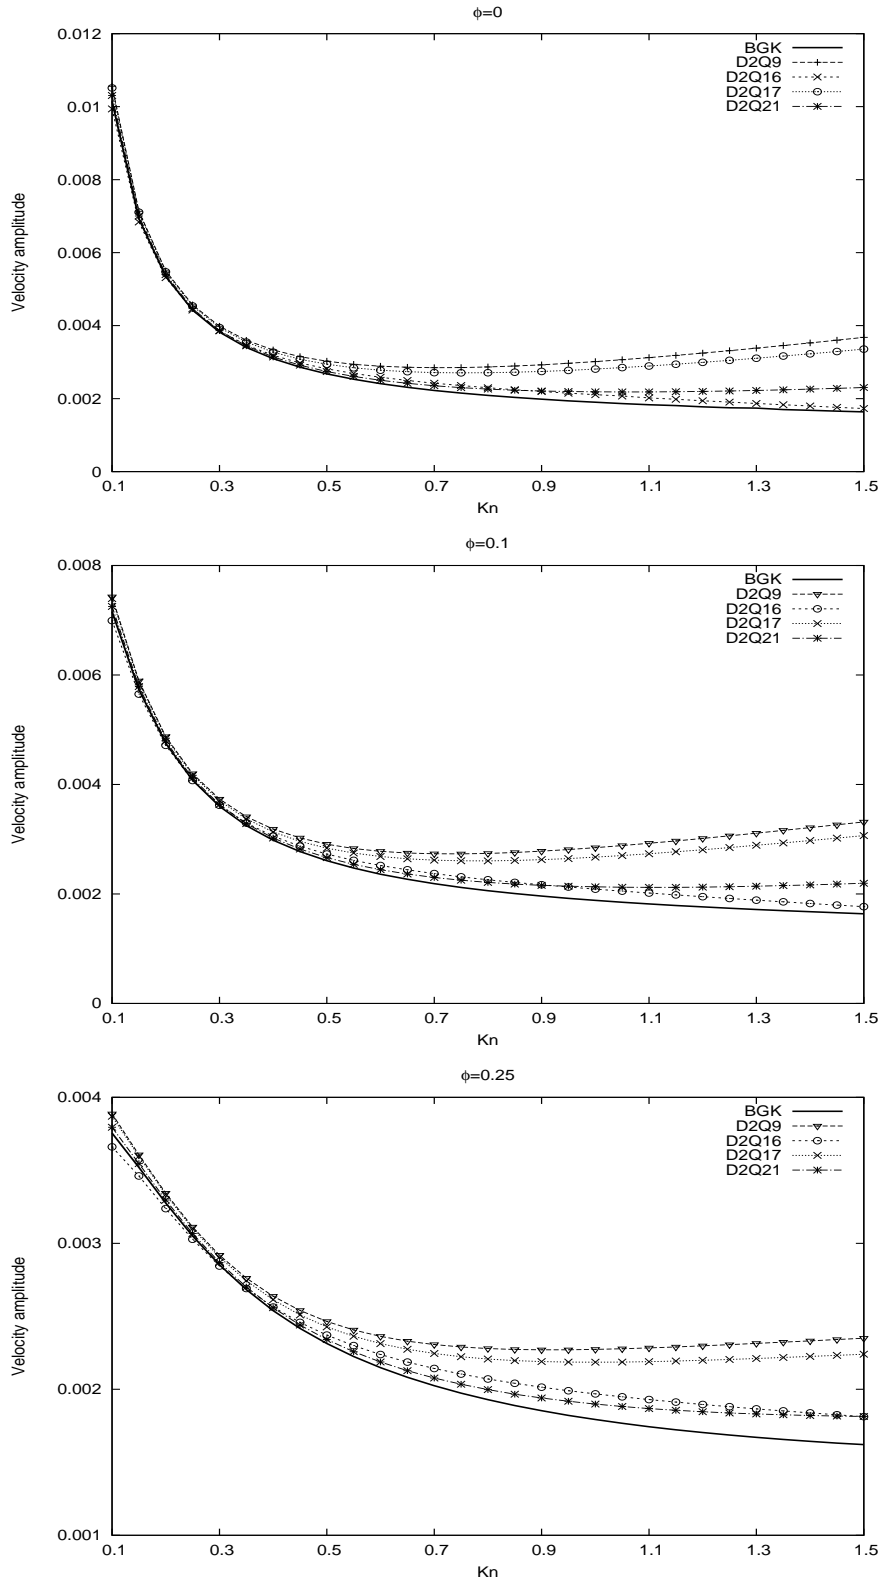 ϕ=0
0.012
0.01
0.008
0.006
0.004
0.002
0
Velocity amplitude
BGK
D2Q9
D2Q16
D2Q17
D2Q21
0.1 0.3 0.5 0.7 0.9 1.1 1.3 1.5
Kn
ϕ=0.1
0.008
0.006
0.004
0.002
0
Velocity amplitude
BGK
D2Q9
D2Q16
D2Q17
D2Q21
0.1 0.3 0.5 0.7 0.9 1.1 1.3 1.5
Kn
ϕ=0.25
0.004
0.003
0.002
0.001
Velocity amplitude
BGK
D2Q9
D2Q16
D2Q17
D2Q21
0.1 0.3 0.5 0.7 0.9 1.1 1.3 1.5
Kn